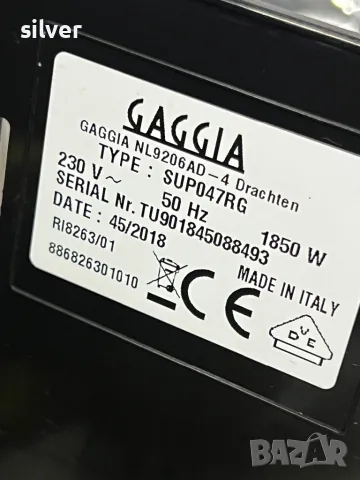 silver
GAGGIA
GAGGIA NL9206AD-4 Drachten
TYPE : SUP047RG
230 V~ 50 Hz 1850 W
SERIAL Nr. TU901845088493
DATE : 45/2018
RI8263/01
MADE IN ITALY
886826301010
CE
VDE
BAZAR